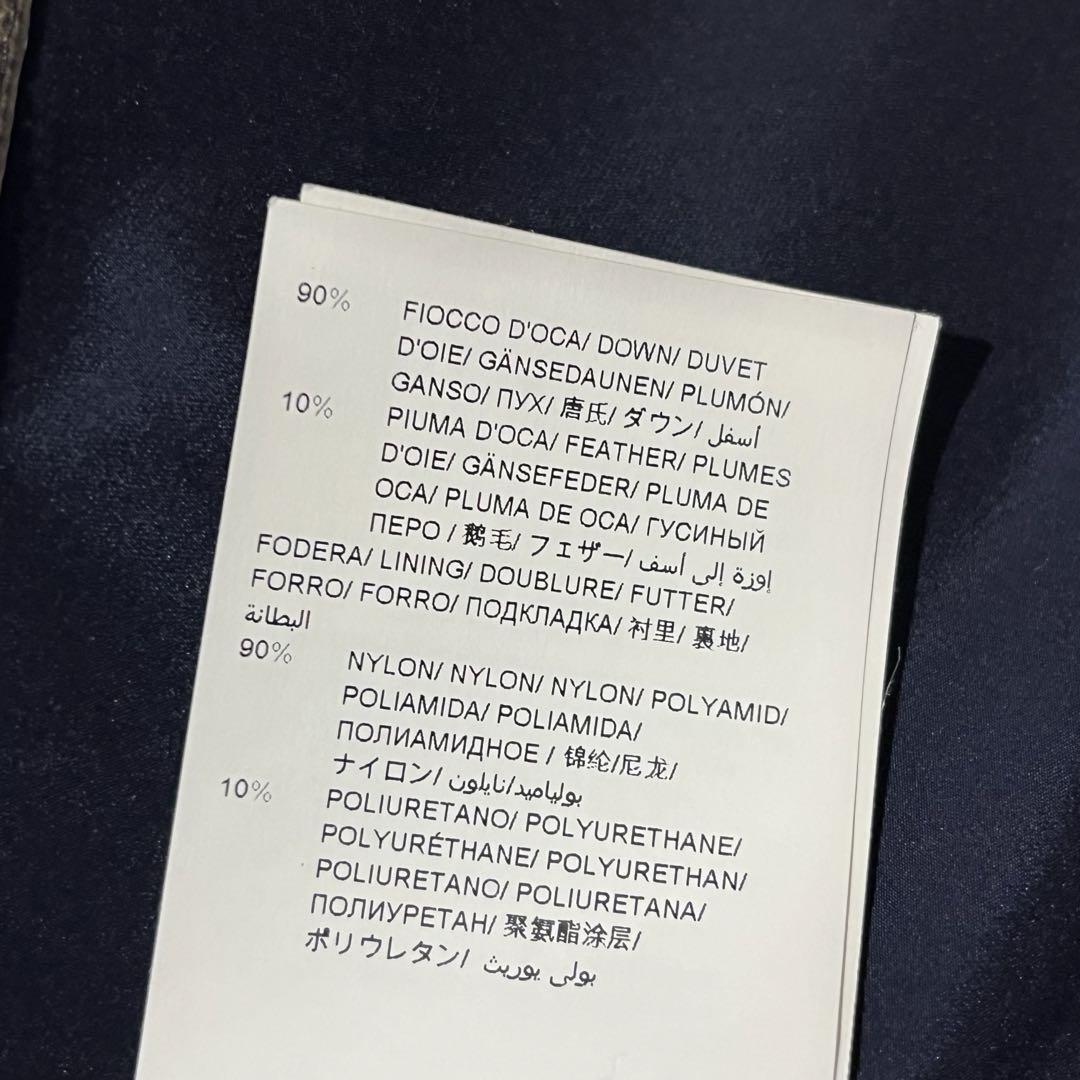 90% FIOCCO D'OCA/ DOWN/ DUVET
D'OIE/ GÄNSEDAUNEN/ PLUMÓN/
GANSO/ ПУХ/ 唐氏/ ダウン/ أسفل
10% PIUMA D'OCA/ FEATHER/ PLUMES
D'OIE/ GÄNSEFEDER/ PLUMA DE
OCA/ PLUMA DE OCA/ ГУСИНЫЙ
ПЕРО / 鹅毛/ フェザー/ إوزة إلى أسف
FODERA/ LINING/ DOUBLURE/ FUTTER/
FORRO/ FORRO/ ПОДКЛАДКА/ 衬里/ 裏地/
البطانة
90% NYLON/ NYLON/ NYLON/ POLYAMID/
POLIAMIDA/ POLIAMIDA/
ПОЛИАМИДНОЕ / 锦纶/尼龙/
ナイロン/ بولياميد/نايلون
10% POLIURETANO/ POLYURETHANE/
POLYURÉTHANE/ POLYURETHAN/
POLIURETANO/ POLIURETANA/
ПОЛИУРЕТАН/ 聚氨酯涂层/
ポリウレタン/ بولي يوريث